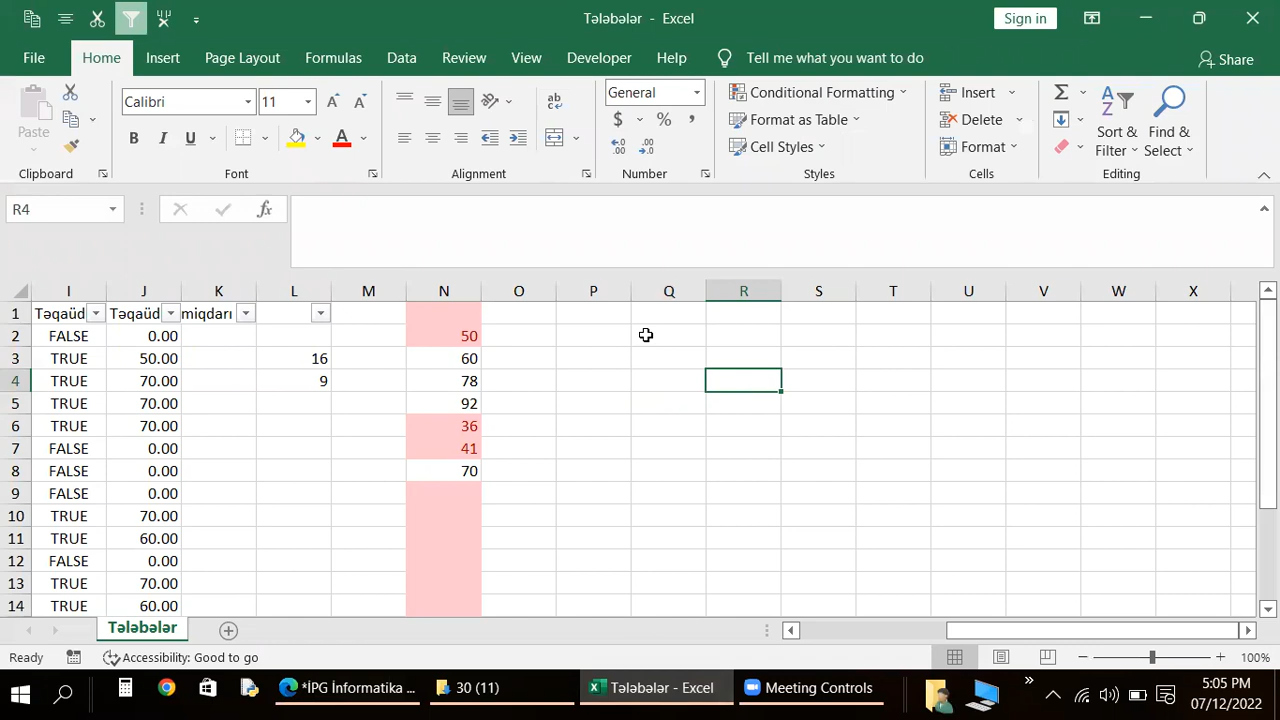 Tələbələr - Excel
Sign in
File Home Insert Page Layout Formulas Data Review View Developer Help Tell me what you want to do Share
Paste
Calibri 11
B I U A
ab
General
$ % ,
Conditional Formatting
Format as Table
Cell Styles
Insert
Delete
Format
Sort & Filter
Find & Select
Clipboard Font Alignment Number Styles Cells Editing
R4 fx
I J K L M N O P Q R S T U V W X
1 Təqaüd Təqaüd miqdarı
2 FALSE 0.00 50
3 TRUE 50.00 16 60
4 TRUE 70.00 9 78
5 TRUE 70.00 92
6 TRUE 70.00 36
7 FALSE 0.00 41
8 FALSE 0.00 70
9 FALSE 0.00
10 TRUE 70.00
11 TRUE 60.00
12 FALSE 0.00
13 TRUE 70.00
14 TRUE 60.00
Tələbələr
Ready Accessibility: Good to go 100%
*İPG İnformatika ... 30 (11) Tələbələr - Excel Meeting Controls
5:05 PM
07/12/2022